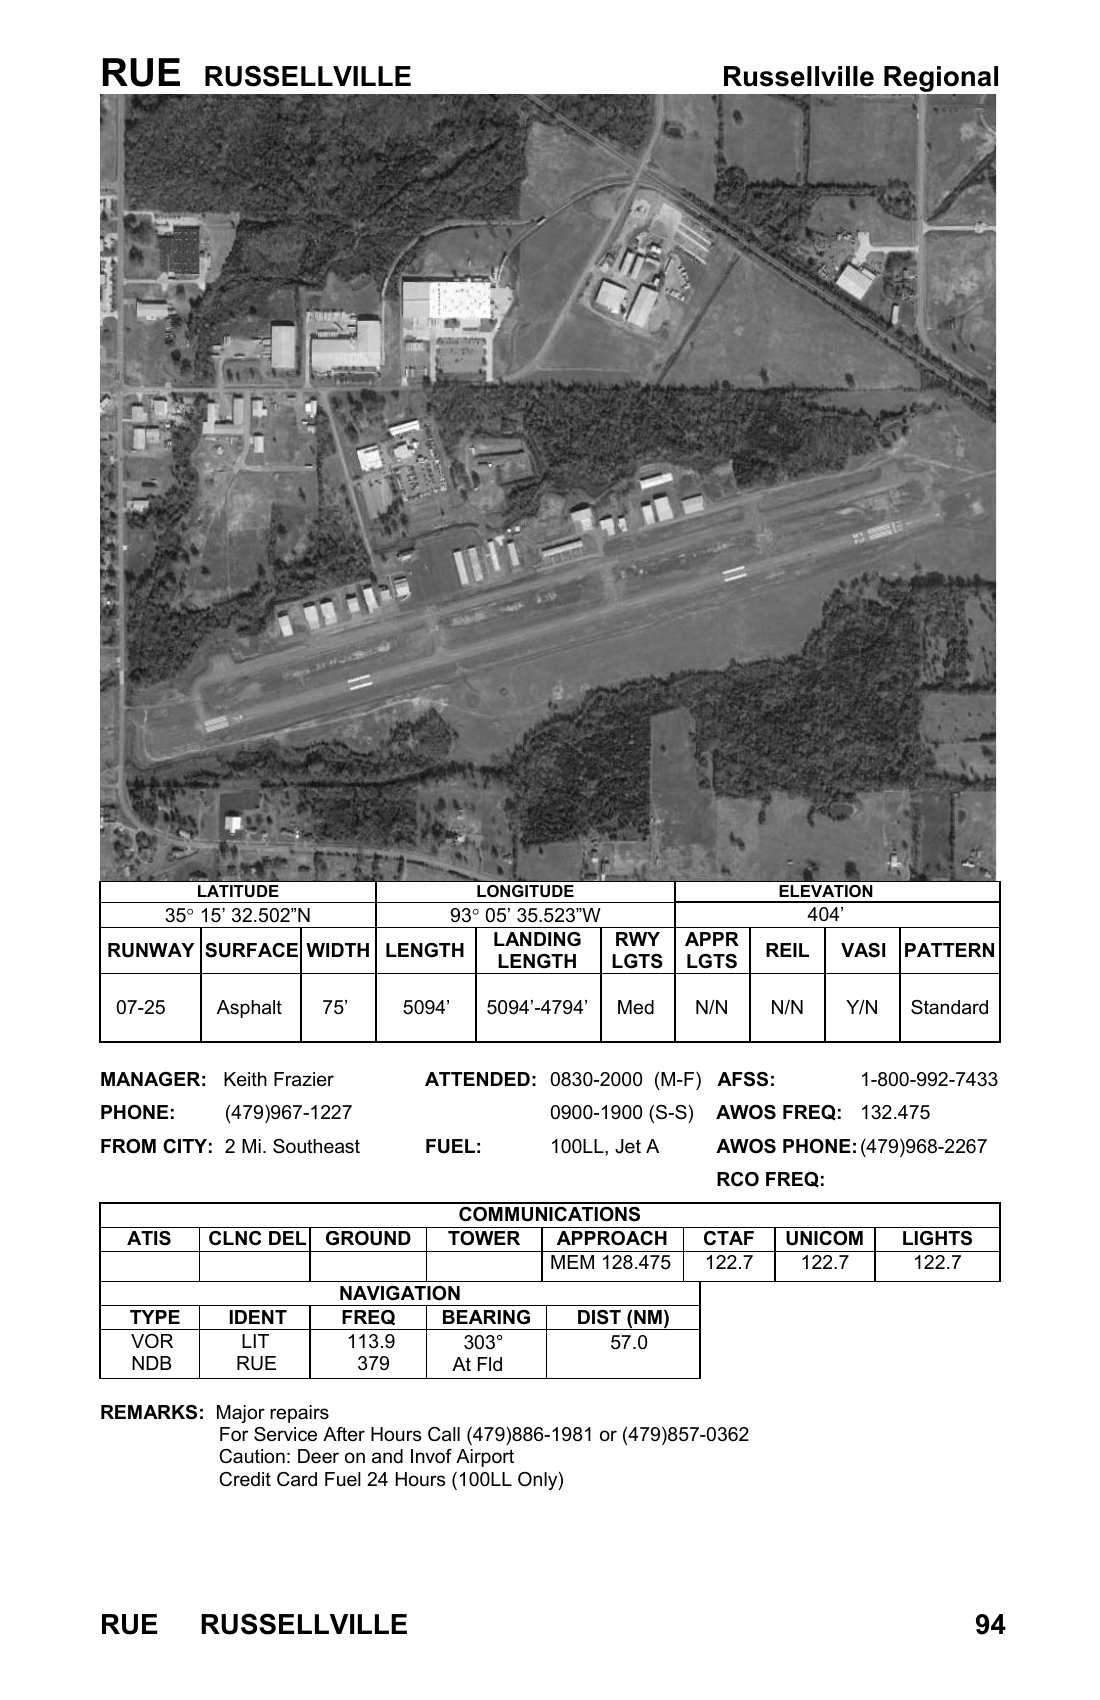 RUE RUSSELLVILLE Russellville Regional
LATITUDE LONGITUDE ELEVATION
35° 15’ 32.502”N 93° 05’ 35.523”W 404’
RUNWAY SURFACE WIDTH LENGTH LANDING LENGTH RWY LGTS APPR LGTS REIL VASI PATTERN
07-25 Asphalt 75’ 5094’ 5094’-4794’ Med N/N N/N Y/N Standard
MANAGER: Keith Frazier ATTENDED: 0830-2000 (M-F) AFSS: 1-800-992-7433
PHONE: (479)967-1227 0900-1900 (S-S) AWOS FREQ: 132.475
FROM CITY: 2 Mi. Southeast FUEL: 100LL, Jet A AWOS PHONE: (479)968-2267
RCO FREQ:
COMMUNICATIONS
ATIS CLNC DEL GROUND TOWER APPROACH CTAF UNICOM LIGHTS
MEM 128.475 122.7 122.7 122.7
NAVIGATION
TYPE IDENT FREQ BEARING DIST (NM)
VOR LIT 113.9 303° 57.0
NDB RUE 379 At Fld
REMARKS: Major repairs
For Service After Hours Call (479)886-1981 or (479)857-0362
Caution: Deer on and Invof Airport
Credit Card Fuel 24 Hours (100LL Only)
RUE RUSSELLVILLE 94